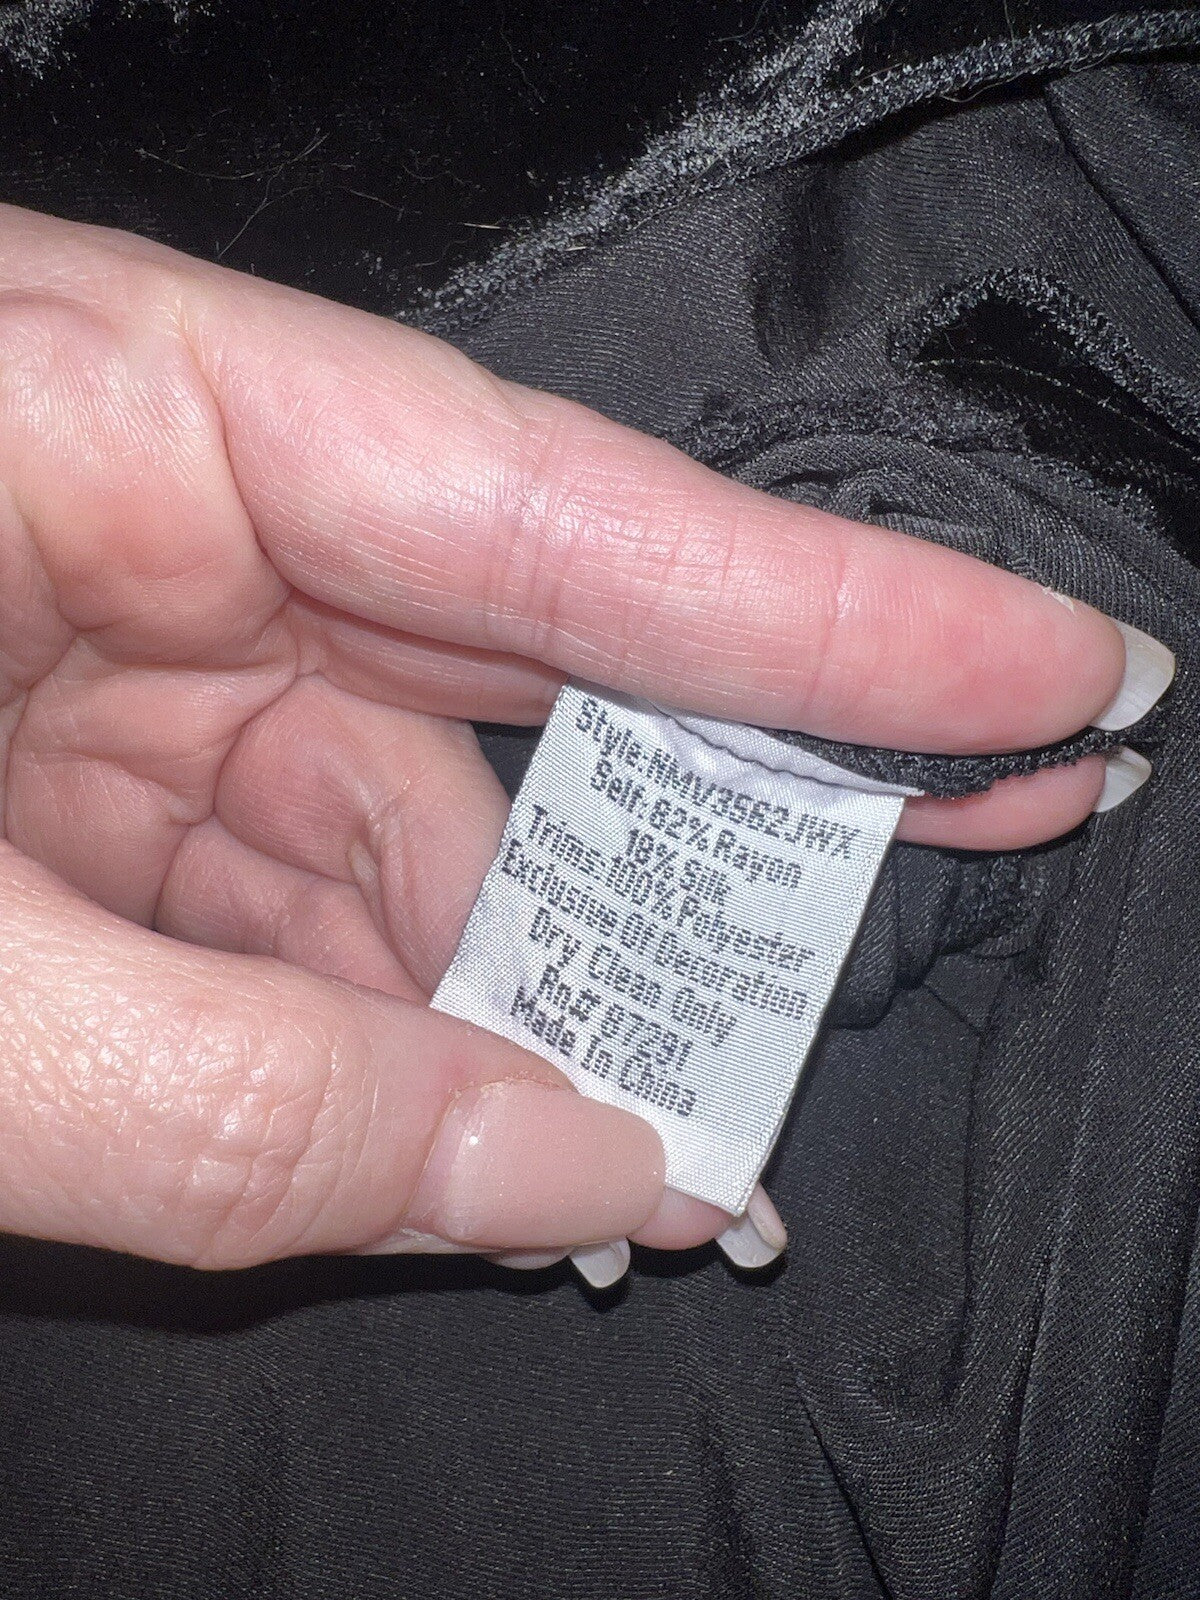 Style:NMV3562JWX
Self:82%Rayon
18%Silk
Trims:100%Polyester
Exclusive Of Decoration
Dry Clean Only
Rn# 87291
Made In China